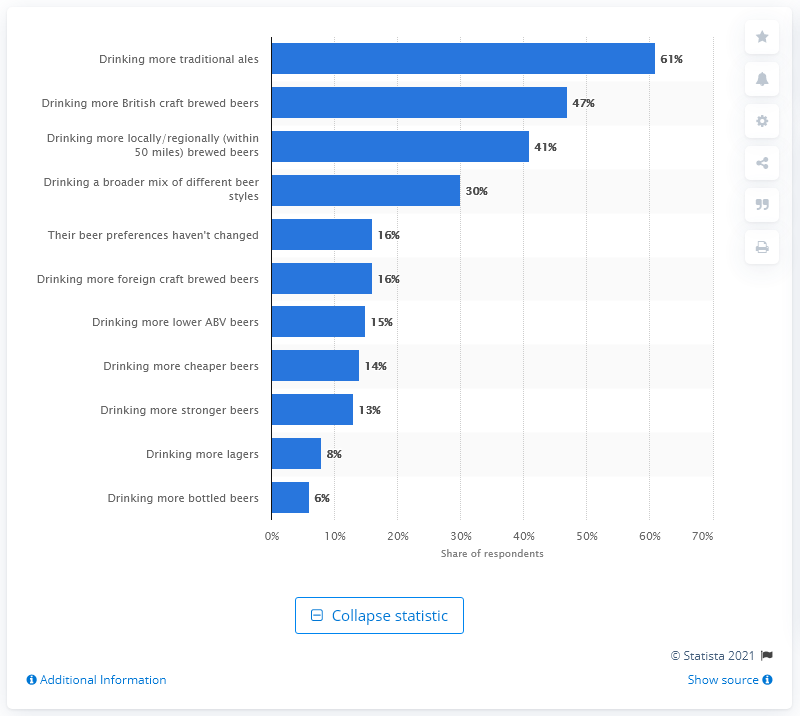 Drinking more traditional ales
61%
Drinking more British craft brewed beers
47%
Drinking more locally/regionally (within
50 miles) brewed beers
41%
Drinking a broader mix of different beer
styles
30%
Their beer preferences haven't changed
16%
Drinking more foreign craft brewed beers
16%
Drinking more lower ABV beers
15%
Drinking more cheaper beers
14%
Drinking more stronger beers
13%
Drinking more lagers
8%
Drinking more bottled beers
6%
0% 10% 20% 30% 40% 50% 60% 70%
Share of respondents
Collapse statistic
© Statista 2021
Additional Information
Show source